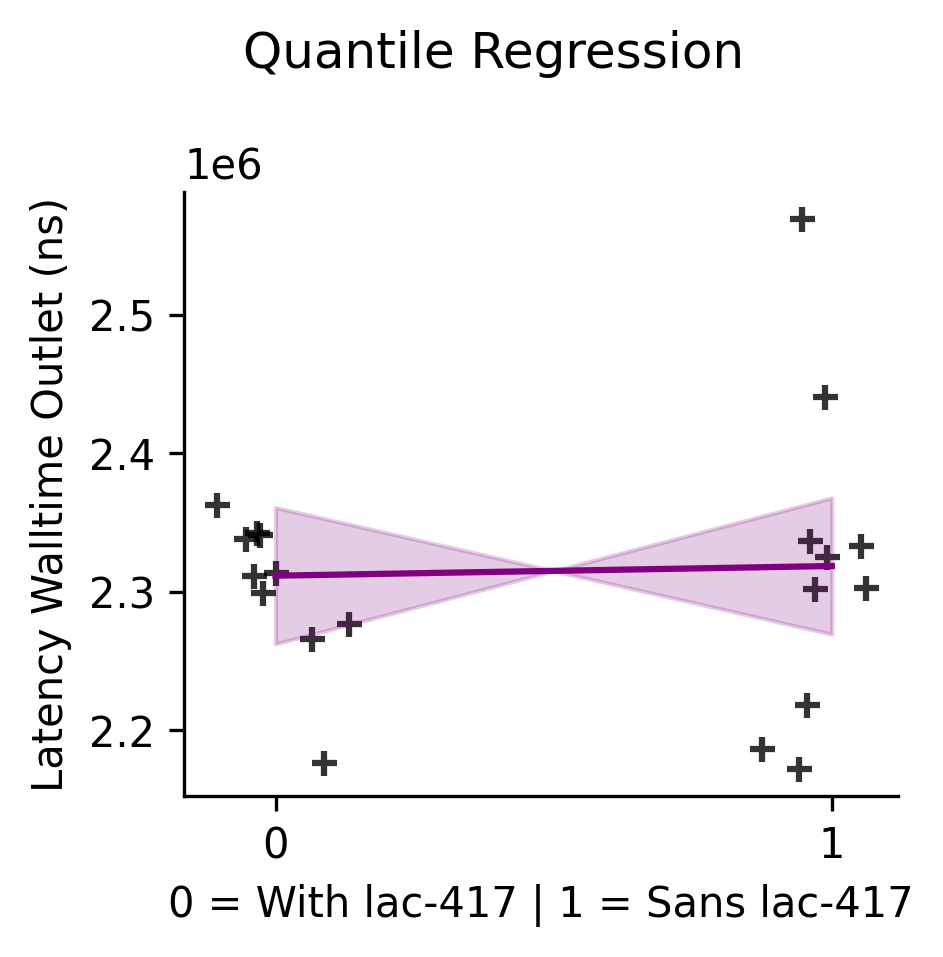 Quantile Regression
1e6
Latency Walltime Outlet (ns)
2.5
2.4
2.3
2.2
0 1
0 = With lac-417 | 1 = Sans lac-417